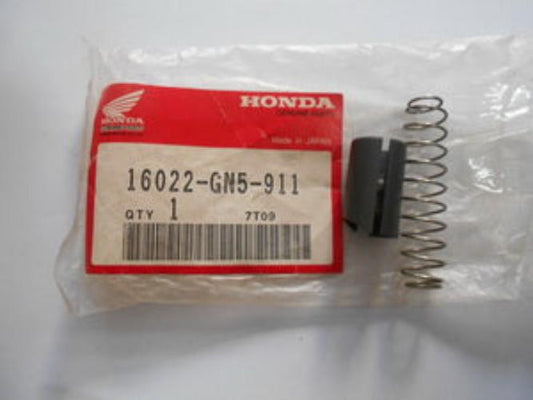 HONDA
HONDA
GENUINE PARTS
Made in JAPAN
16022-GN5-911
QTY 1 7T09